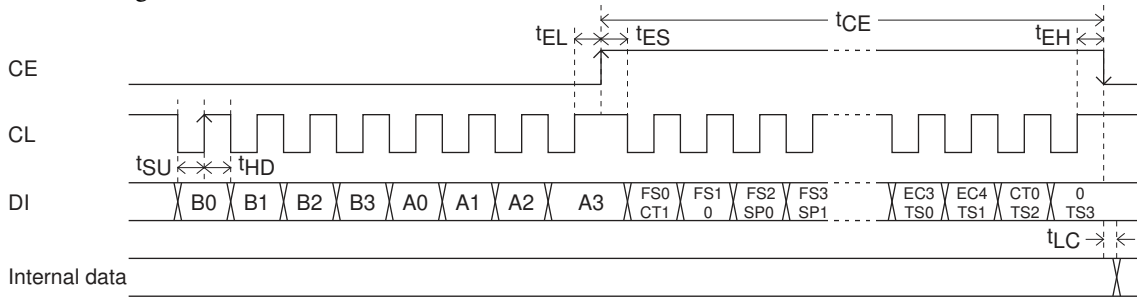 tCE
tEL tES tEH
CE
CL
tSU tHD
DI B0 B1 B2 B3 A0 A1 A2 A3 FS0 FS1 FS2 FS3 EC3 EC4 CT0 0
CT1 0 SP0 SP1 TS0 TS1 TS2 TS3
tLC
Internal data